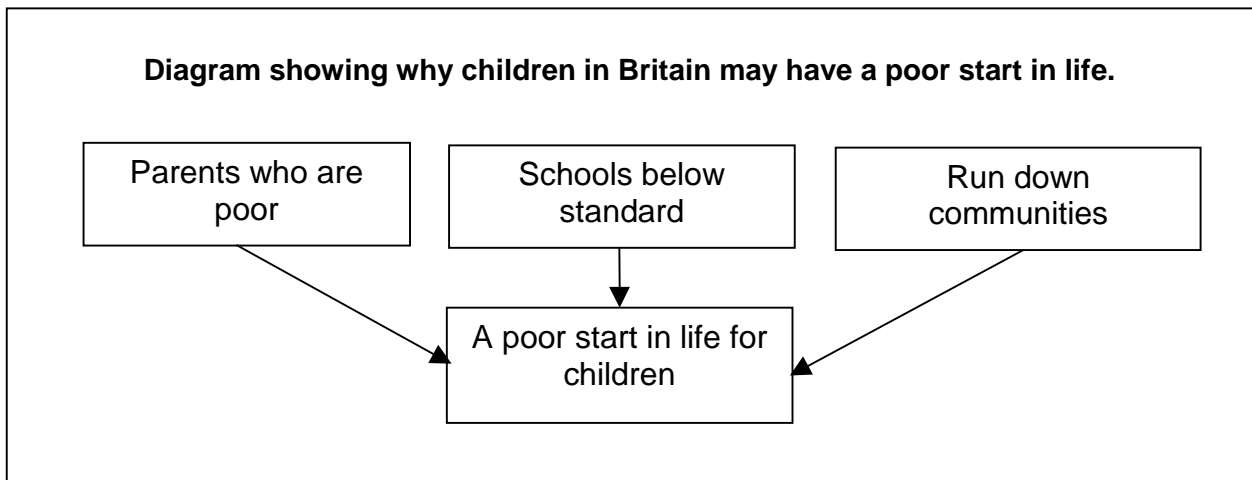 Diagram showing why children in Britain may have a poor start in life.
Parents who are
poor
Schools below
standard
Run down
communities
A poor start in life for
children